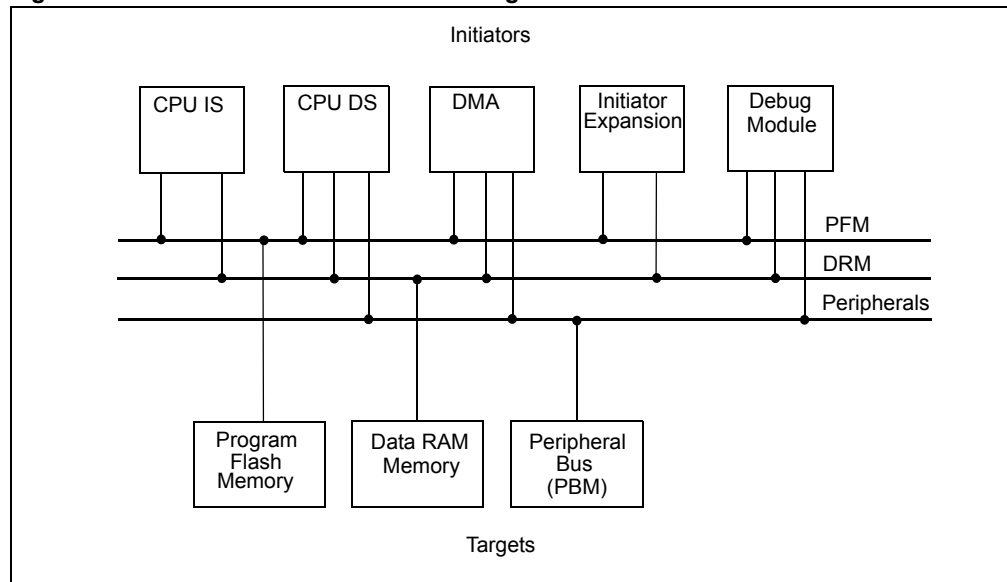 Initiators
CPU IS
CPU DS
DMA
Initiator
Expansion
Debug
Module
PFM
DRM
Peripherals
Program
Flash
Memory
Data RAM
Memory
Peripheral
Bus
(PBM)
Targets